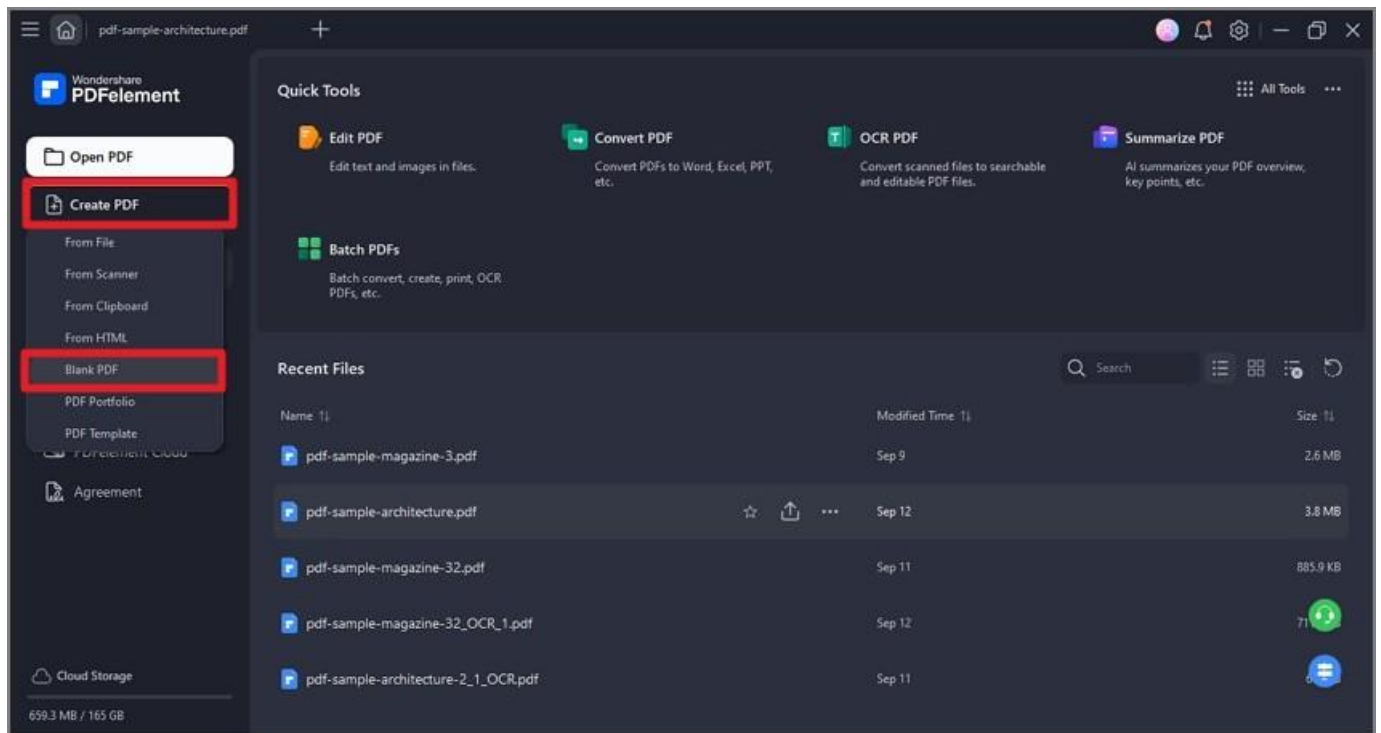 pdf-sample-architecture.pdf
Wondershare
PDFelement
Open PDF
Create PDF
From File
From Scanner
From Clipboard
From HTML
Blank PDF
PDF Portfolio
PDF Template
PDFelement Cloud
Agreement
Cloud Storage
659.3 MB / 165 GB
Quick Tools
All Tools
Edit PDF
Edit text and images in files.
Convert PDF
Convert PDFs to Word, Excel, PPT,
etc.
OCR PDF
Convert scanned files to searchable
and editable PDF files.
Summarize PDF
AI summarizes your PDF overview,
key points, etc.
Batch PDFs
Batch convert, create, print, OCR
PDFs, etc.
Recent Files
Search
Name Modified Time Size
pdf-sample-magazine-3.pdf Sep 9 2.6 MB
pdf-sample-architecture.pdf Sep 12 3.8 MB
pdf-sample-magazine-32.pdf Sep 11 885.9 KB
pdf-sample-magazine-32_OCR_1.pdf Sep 12
pdf-sample-architecture-2_1_OCR.pdf Sep 11